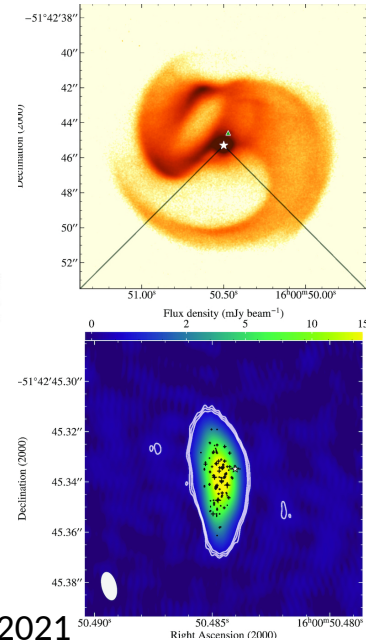 −51°42′38″
40″
42″
44″
46″
48″
50″
52″
51.00ˢ 50.50ˢ 16ʰ00ᵐ50.00ˢ
Flux density (mJy beam⁻¹)
0 2 5 10 15
−51°42′45.30″
45.32″
45.34″
45.36″
45.38″
Declination (2000)
50.490ˢ 50.485ˢ 16ʰ00ᵐ50.480ˢ
Right Ascension (2000)
2021